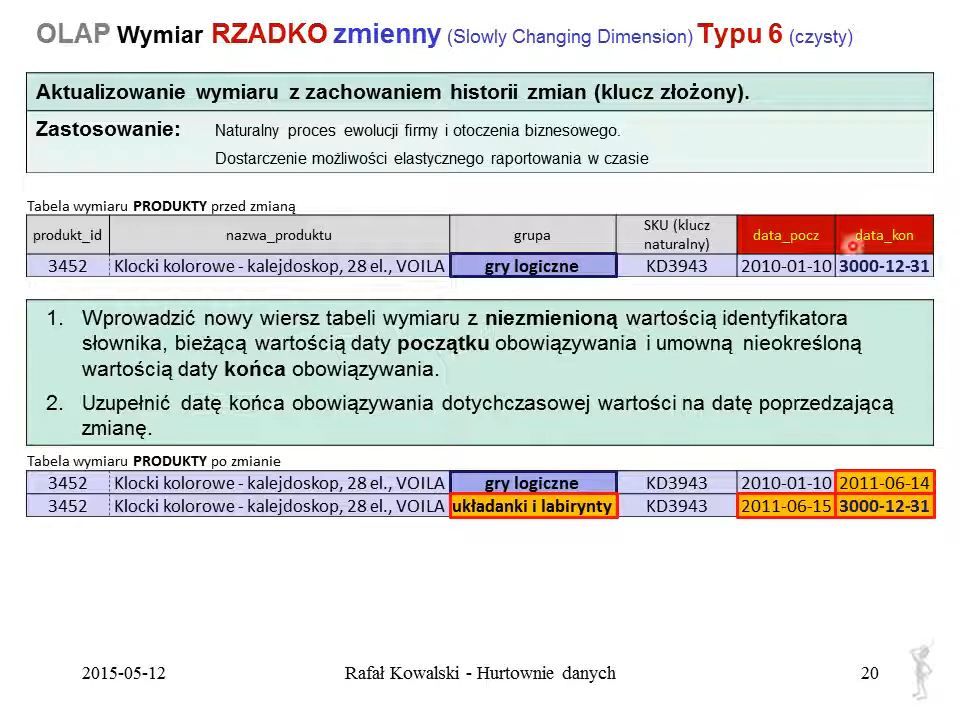 OLAP Wymiar RZADKO zmienny (Slowly Changing Dimension) Typu 6 (czysty)
Aktualizowanie wymiaru z zachowaniem historii zmian (klucz złożony).
Zastosowanie: Naturalny proces ewolucji firmy i otoczenia biznesowego.
Dostarczenie możliwości elastycznego raportowania w czasie
Tabela wymiaru PRODUKTY przed zmianą
produkt_id nazwa_produktu grupa SKU (klucz naturalny) data_pocz data_kon
3452 Klocki kolorowe - kalejdoskop, 28 el., VOILA gry logiczne KD3943 2010-01-10 3000-12-31
1. Wprowadzić nowy wiersz tabeli wymiaru z niezmienioną wartością identyfikatora
słownika, bieżącą wartością daty początku obowiązywania i umowną nieokreśloną
wartością daty końca obowiązywania.
2. Uzupełnić datę końca obowiązywania dotychczasowej wartości na datę poprzedzającą
zmianę.
Tabela wymiaru PRODUKTY po zmianie
3452 Klocki kolorowe - kalejdoskop, 28 el., VOILA gry logiczne KD3943 2010-01-10 2011-06-14
3452 Klocki kolorowe - kalejdoskop, 28 el., VOILA układanki i labirynty KD3943 2011-06-15 3000-12-31
2015-05-12 Rafał Kowalski - Hurtownie danych 20